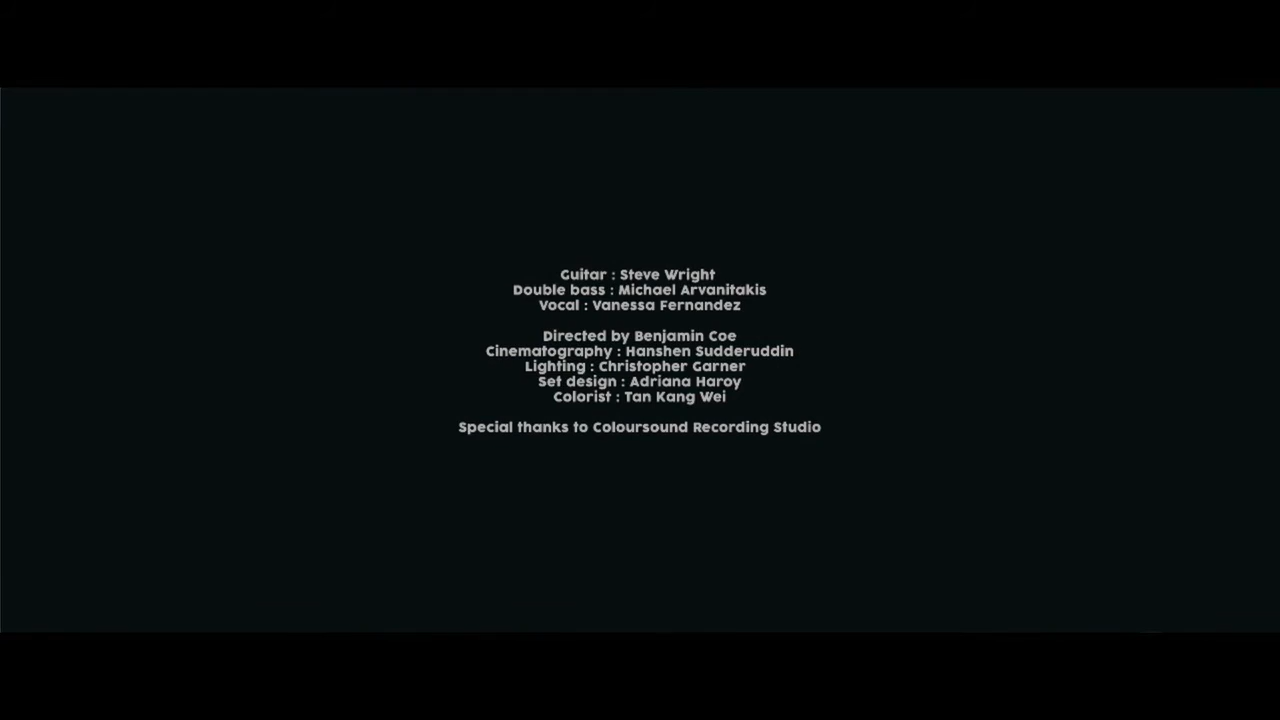 Guitar : Steve Wright
Double bass : Michael Arvanitakis
Vocal : Vanessa Fernandez
Directed by Benjamin Coe
Cinematography : Hanshen Sudderuddin
Lighting : Christopher Garner
Set design : Adriana Haroy
Colorist : Tan Kang Wei
Special thanks to Coloursound Recording Studio